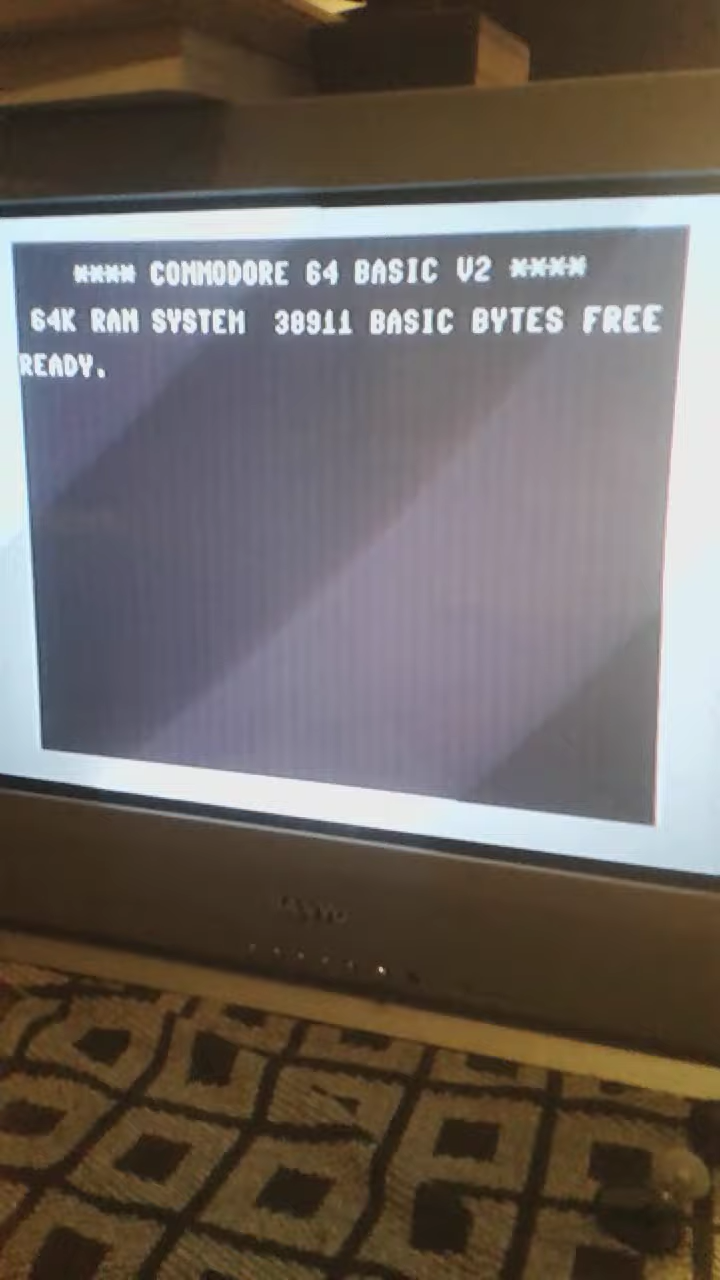 **** COMMODORE 64 BASIC V2 ****
64K RAM SYSTEM  38911 BASIC BYTES FREE
READY.